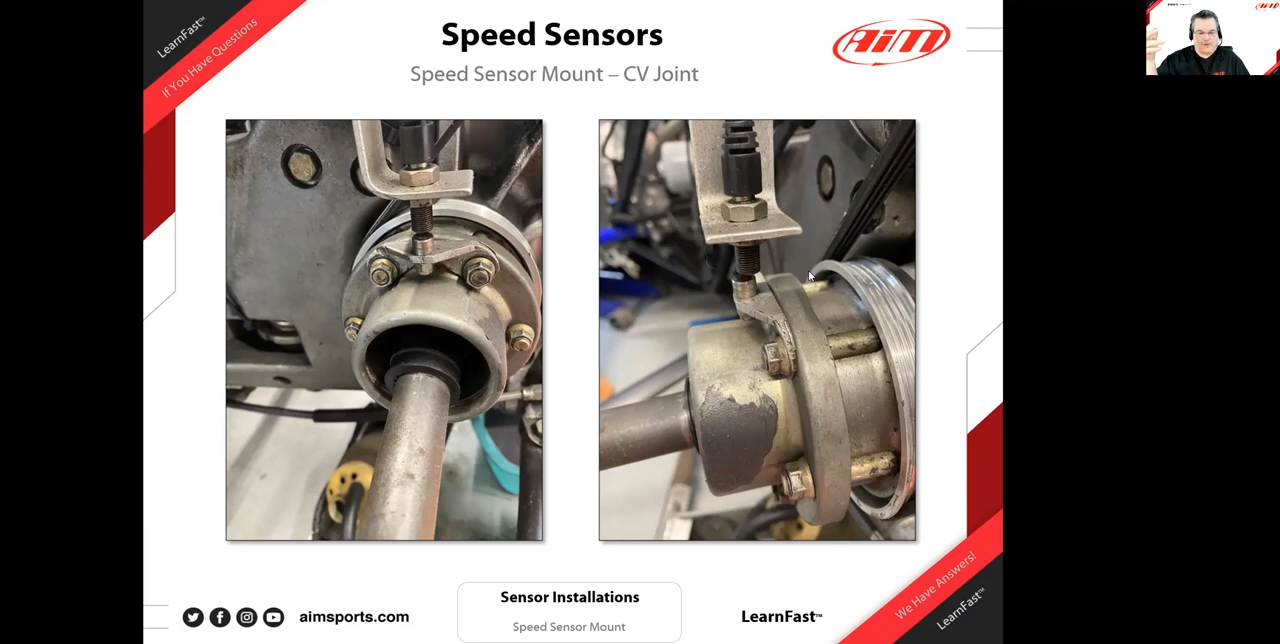 LearnFast™
If You Have Questions
Speed Sensors
AiM
Speed Sensor Mount – CV Joint
aimsports.com
Sensor Installations
Speed Sensor Mount
LearnFast™
We Have Answers!
LearnFast™